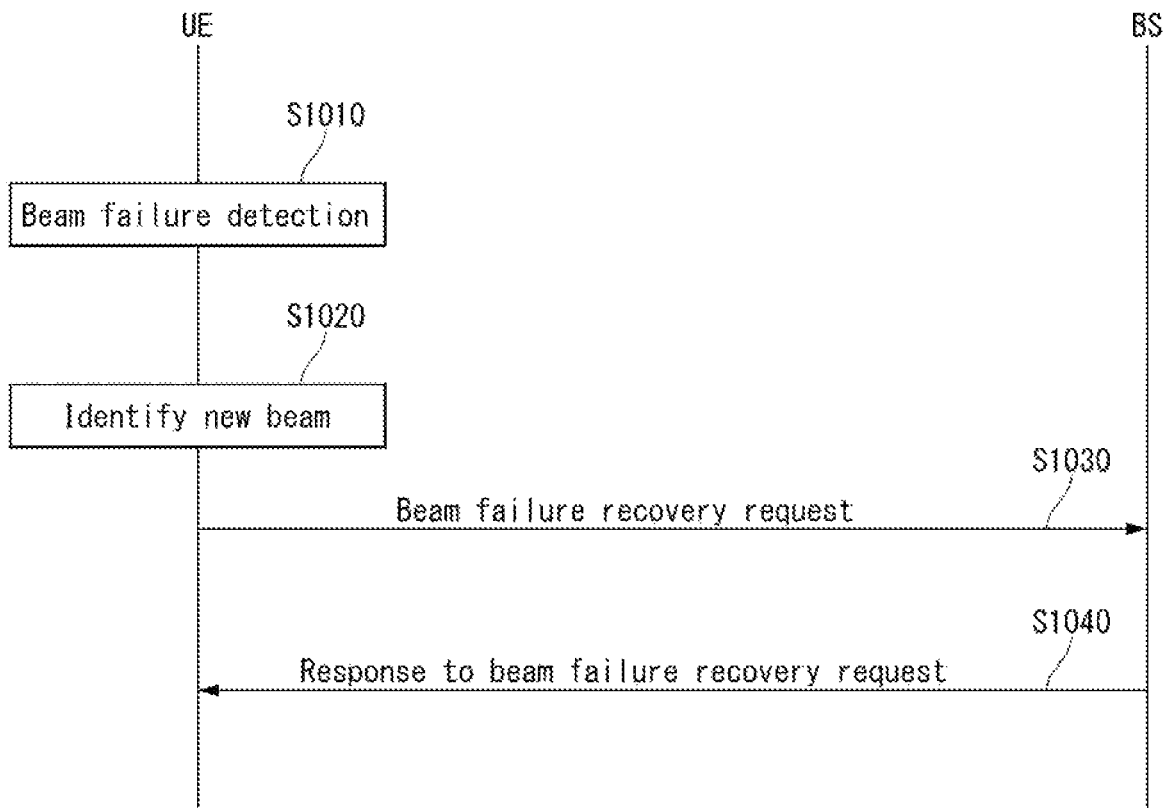 UE
BS
S1010
Beam failure detection
S1020
Identify new beam
S1030
Beam failure recovery request
S1040
Response to beam failure recovery request